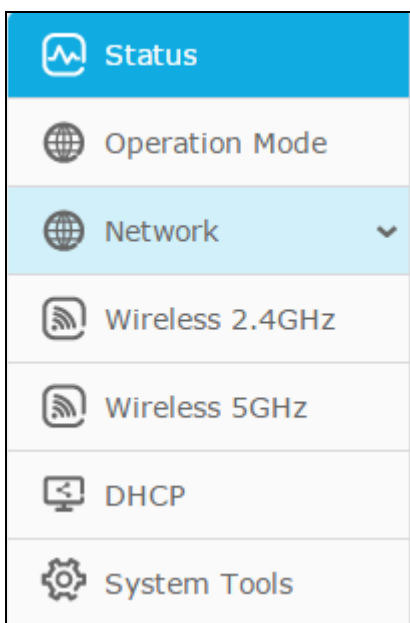 Status
Operation Mode
Network
Wireless 2.4GHz
Wireless 5GHz
DHCP
System Tools